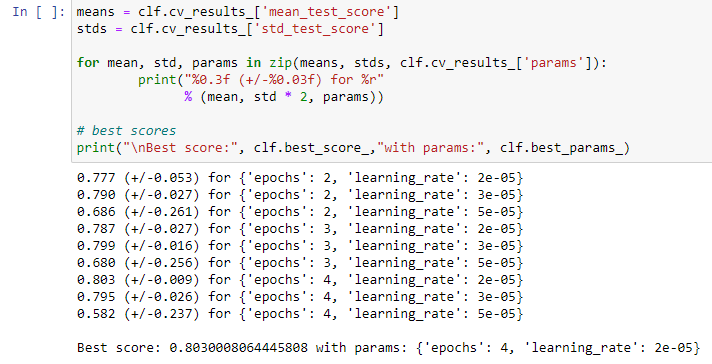 In [ ]: means = clf.cv_results_['mean_test_score']
stds = clf.cv_results_['std_test_score']
for mean, std, params in zip(means, stds, clf.cv_results_['params']):
print("%0.3f (+/-%0.03f) for %r"
% (mean, std * 2, params))
# best scores
print("\nBest score:", clf.best_score_,"with params:", clf.best_params_)
0.777 (+/-0.053) for {'epochs': 2, 'learning_rate': 2e-05}
0.790 (+/-0.027) for {'epochs': 2, 'learning_rate': 3e-05}
0.686 (+/-0.261) for {'epochs': 2, 'learning_rate': 5e-05}
0.787 (+/-0.027) for {'epochs': 3, 'learning_rate': 2e-05}
0.799 (+/-0.016) for {'epochs': 3, 'learning_rate': 3e-05}
0.680 (+/-0.256) for {'epochs': 3, 'learning_rate': 5e-05}
0.803 (+/-0.009) for {'epochs': 4, 'learning_rate': 2e-05}
0.795 (+/-0.026) for {'epochs': 4, 'learning_rate': 3e-05}
0.582 (+/-0.237) for {'epochs': 4, 'learning_rate': 5e-05}
Best score: 0.8030008064445808 with params: {'epochs': 4, 'learning_rate': 2e-05}